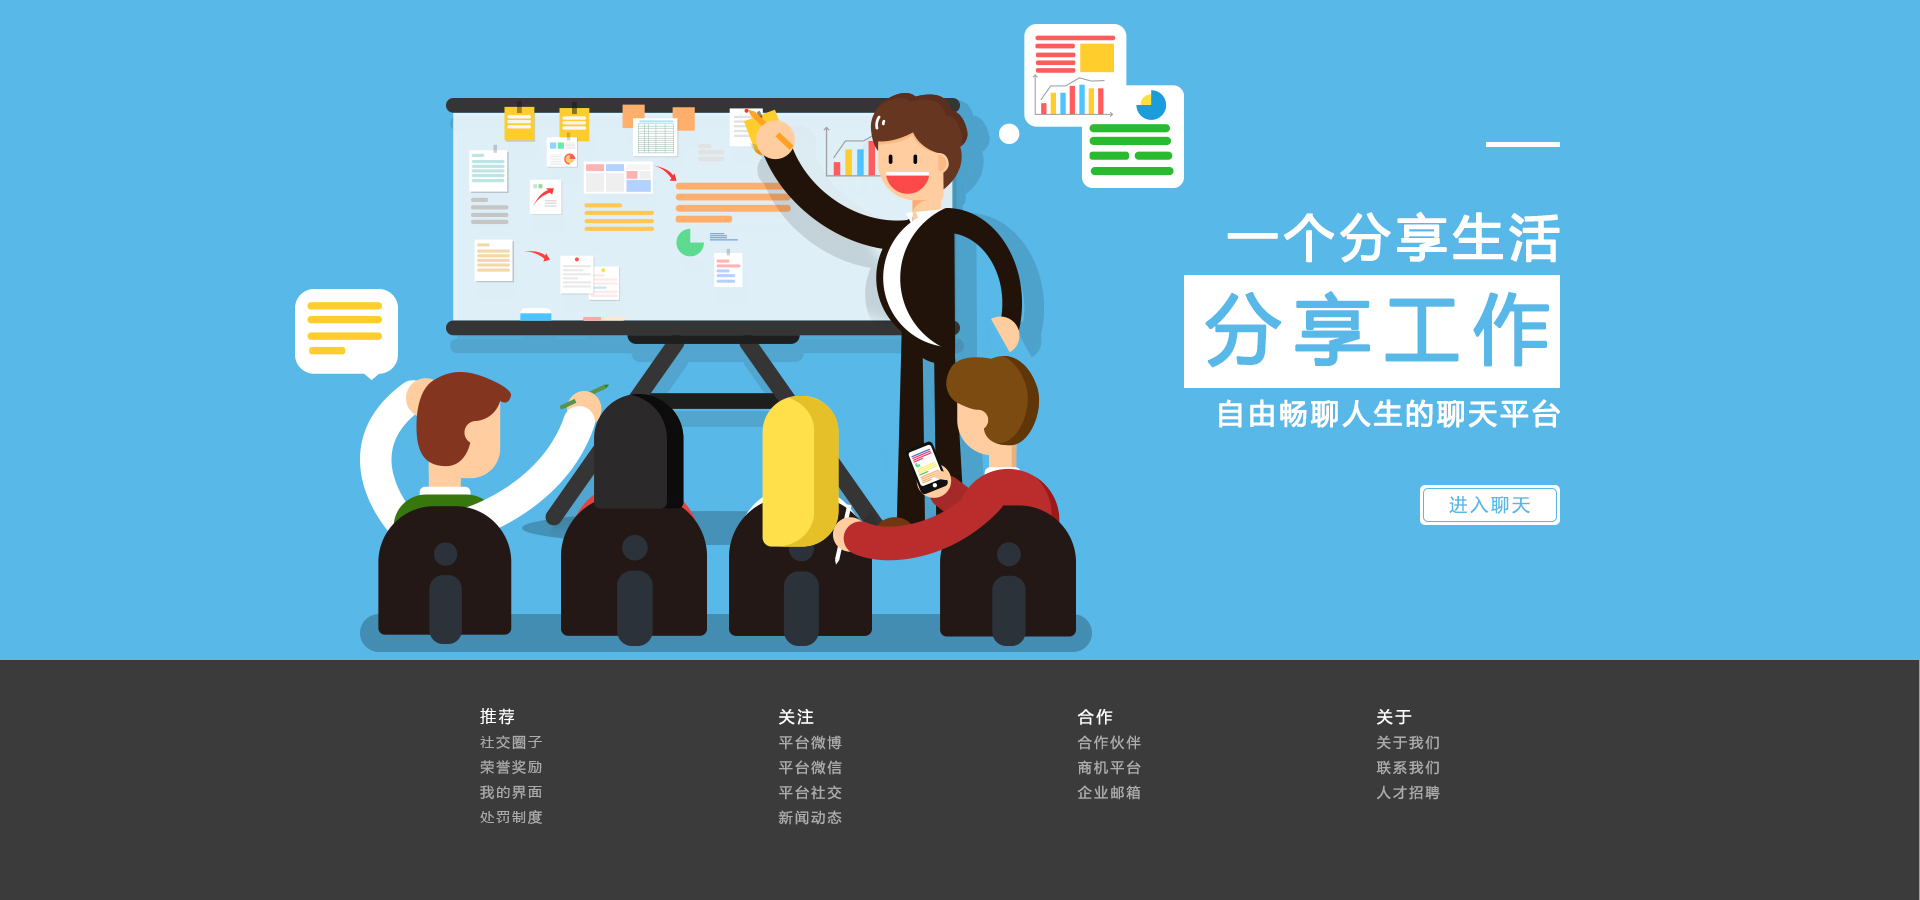 一个分享生活
分享工作
自由畅聊人生的聊天平台
进入聊天
推荐
社交圈子
荣誉奖励
我的界面
处罚制度
关注
平台微博
平台微信
平台社交
新闻动态
合作
合作伙伴
商机平台
企业邮箱
关于
关于我们
联系我们
人才招聘